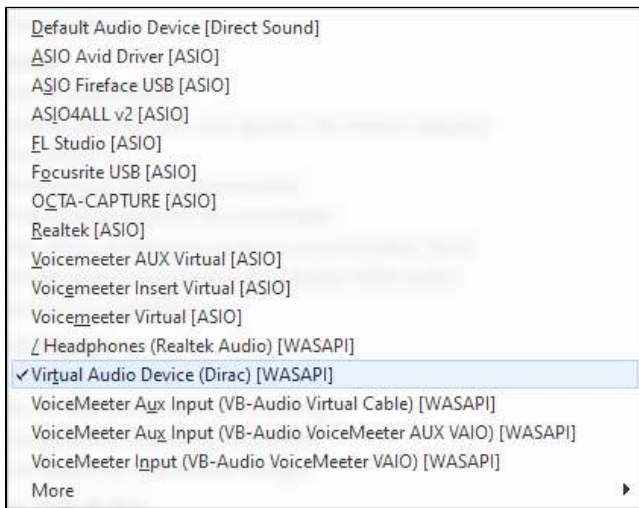 Default Audio Device [Direct Sound]
ASIO Avid Driver [ASIO]
ASIO Fireface USB [ASIO]
ASIO4ALL v2 [ASIO]
FL Studio [ASIO]
Focusrite USB [ASIO]
OCTA-CAPTURE [ASIO]
Realtek [ASIO]
Voicemeeter AUX Virtual [ASIO]
Voicemeeter Insert Virtual [ASIO]
Voicemeeter Virtual [ASIO]
/ Headphones (Realtek Audio) [WASAPI]
Virtual Audio Device (Dirac) [WASAPI]
VoiceMeeter Aux Input (VB-Audio Virtual Cable) [WASAPI]
VoiceMeeter Aux Input (VB-Audio VoiceMeeter AUX VAIO) [WASAPI]
VoiceMeeter Input (VB-Audio VoiceMeeter VAIO) [WASAPI]
More